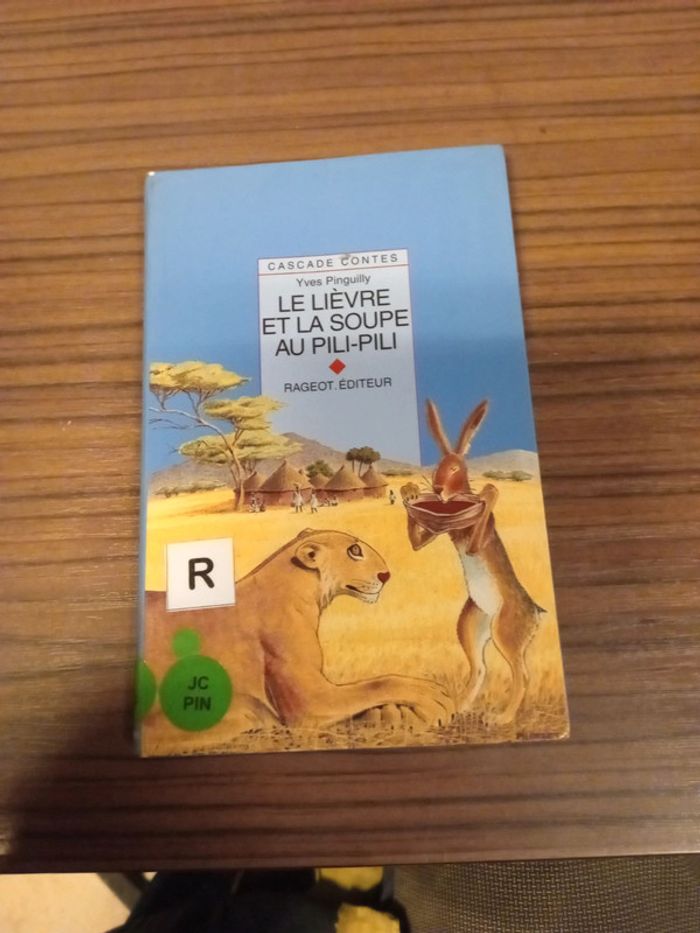 CASCADE CONTES
Yves Pinguilly
LE LIÈVRE
ET LA SOUPE
AU PILI-PILI
RAGEOT.ÉDITEUR
R
JC
PIN